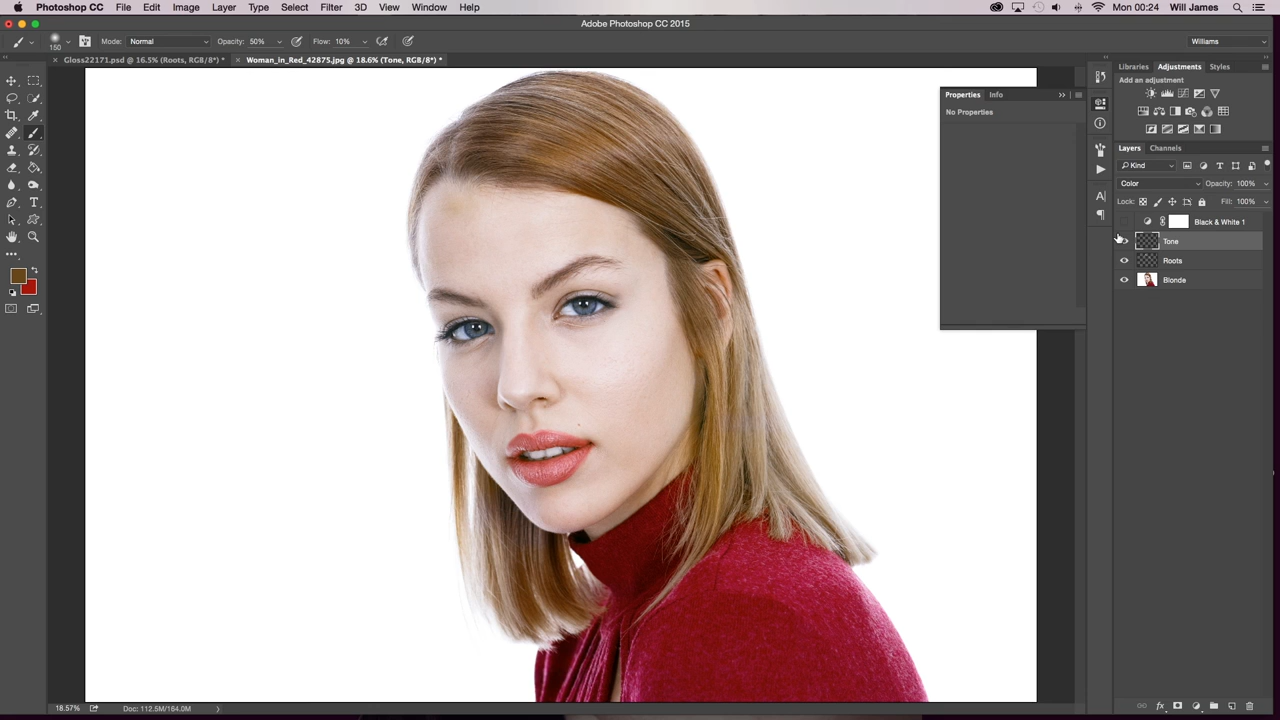 Photoshop CC File Edit Image Layer Type Select Filter 3D View Window Help Mon 00:24 Will James
Adobe Photoshop CC 2015
150 Mode: Normal Opacity: 50% Flow: 10% Williams
× Gloss22171.psd @ 16.5% (Roots, RGB/8*) * × Woman_in_Red_42875.jpg @ 18.6% (Tone, RGB/8*) *
Libraries Adjustments Styles
Add an adjustment
Properties Info
No Properties
Layers Channels
Kind
Color Opacity: 100%
Lock: Fill: 100%
Black & White 1
Tone
Roots
Blonde
18.57% Doc: 112.5M/164.0M